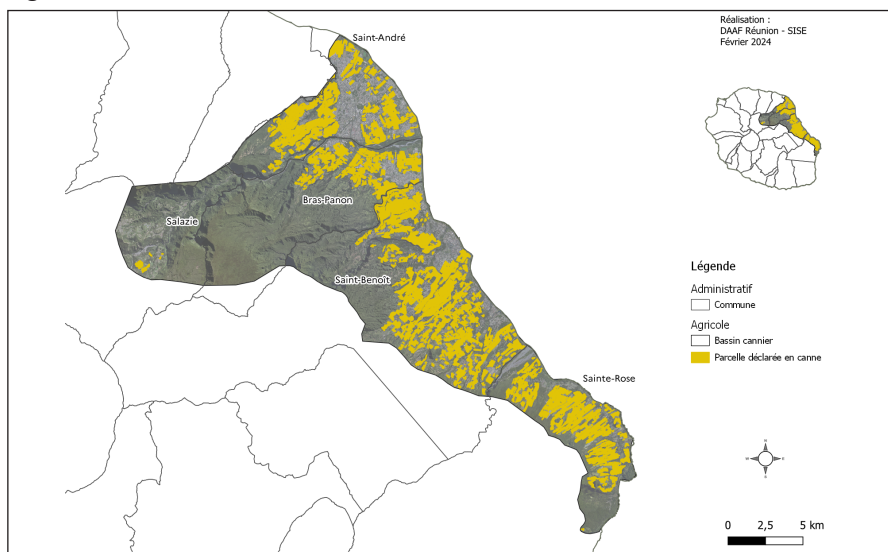 Réalisation :
DAAF Réunion - SISE
Février 2024
Saint-André
Salazie
Bras-Panon
Saint-Benoît
Sainte-Rose
Légende
Administratif
Commune
Agricole
Bassin cannier
Parcelle déclarée en canne
0 2,5 5 km